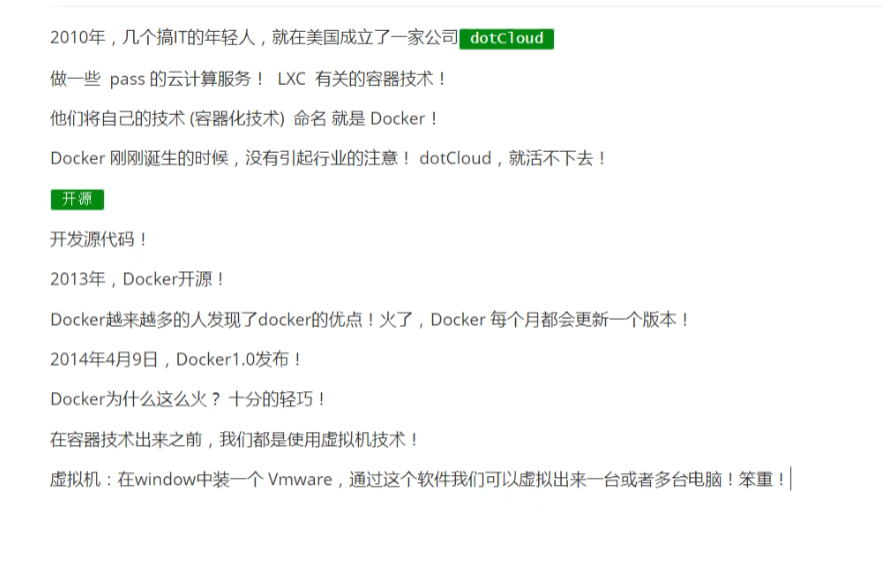 2010年，几个搞IT的年轻人，就在美国成立了一家公司 dotCloud
做一些 pass 的云计算服务！ LXC 有关的容器技术！
他们将自己的技术 (容器化技术) 命名 就是 Docker！
Docker 刚刚诞生的时候，没有引起行业的注意！ dotCloud，就活不下去！
开源
开发源代码！
2013年，Docker开源！
Docker越来越多的人发现了docker的优点！火了，Docker 每个月都会更新一个版本！
2014年4月9日，Docker1.0发布！
Docker为什么这么火？ 十分的轻巧！
在容器技术出来之前，我们都是使用虚拟机技术！
虚拟机：在window中装一个 Vmware，通过这个软件我们可以虚拟出来一台或者多台电脑！笨重！